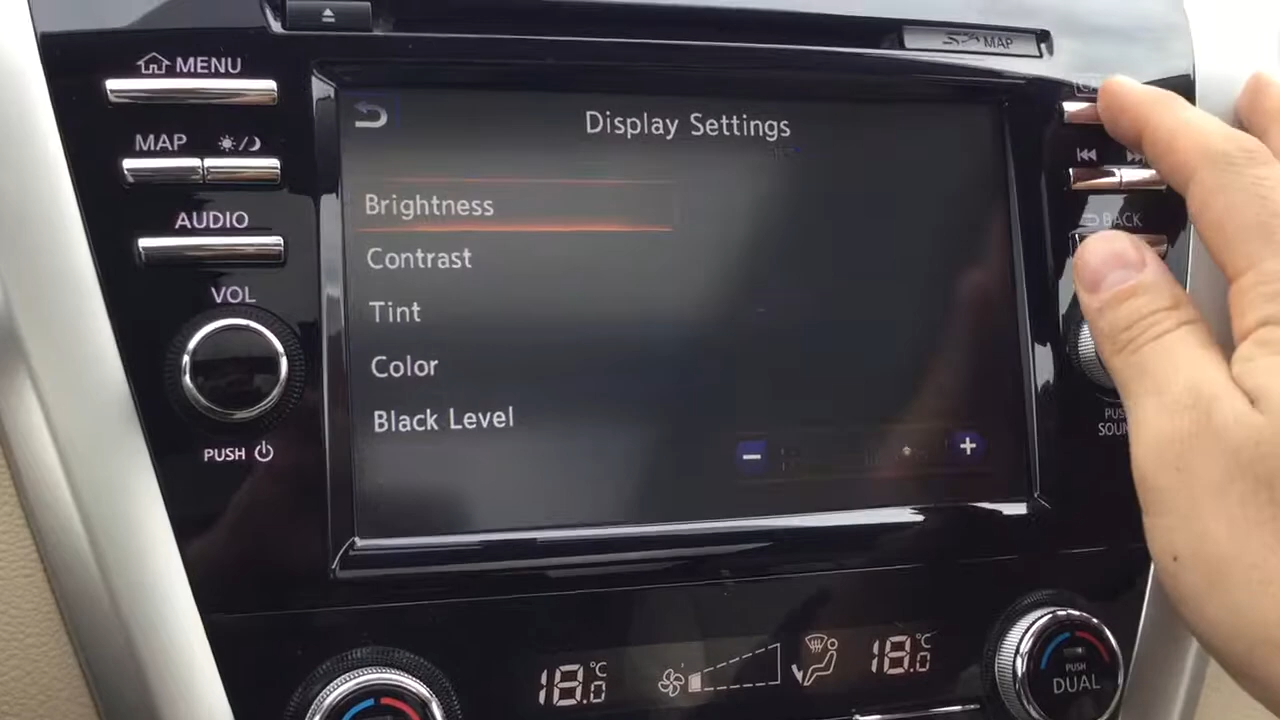 MENU
MAP
MAP
AUDIO
VOL
PUSH
Display Settings
Brightness
Contrast
Tint
Color
Black Level
BACK
18.0 °C
18.0 °C
PUSH
DUAL